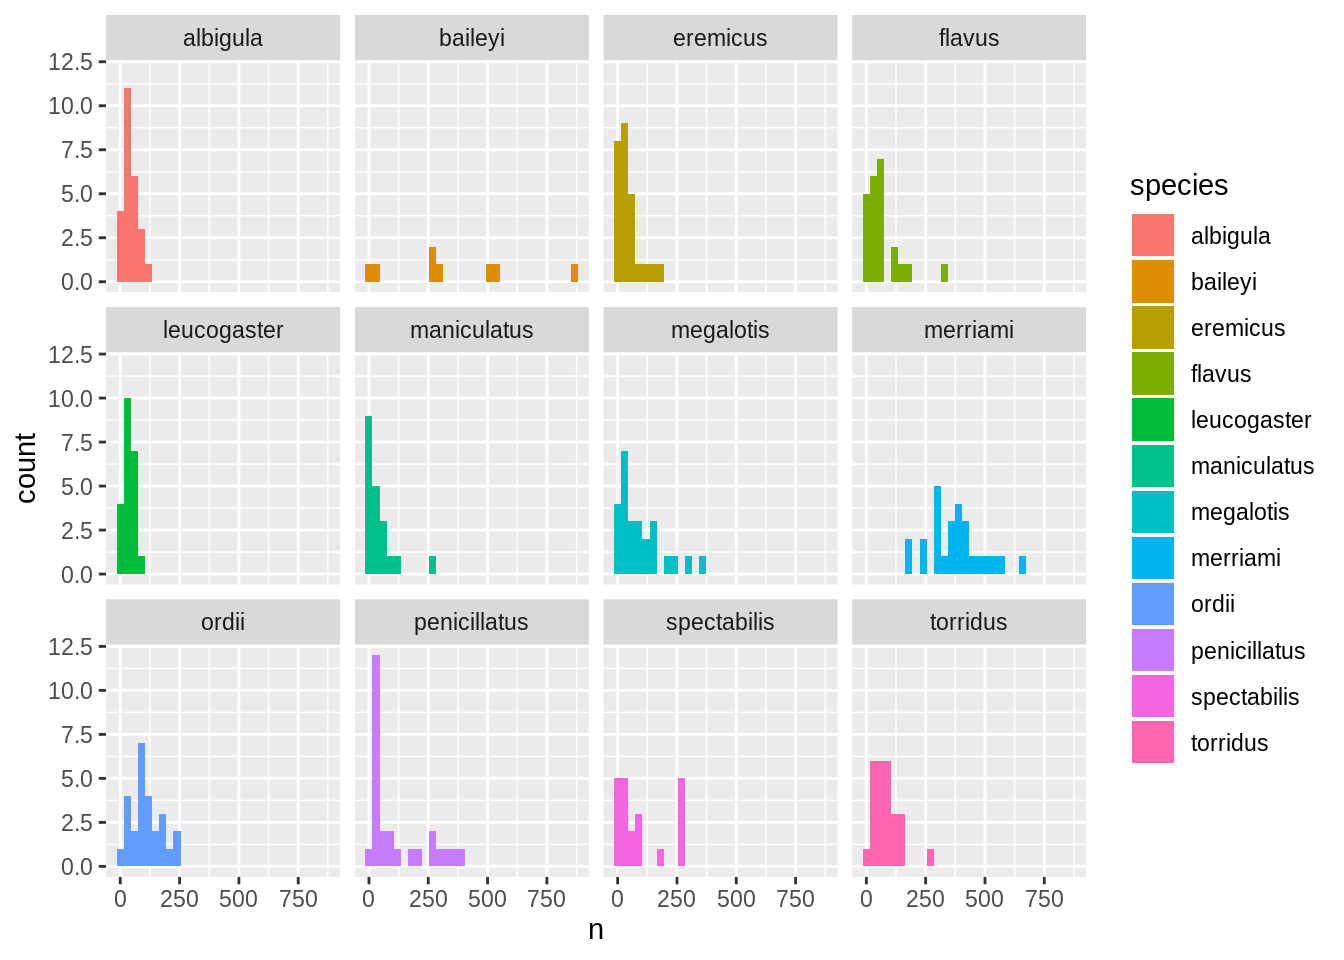 albigula baileyi eremicus flavus
12.5
10.0
7.5
5.0
2.5
0.0
leucogaster maniculatus megalotis merriami
12.5
10.0
7.5
5.0
2.5
0.0
ordii penicillatus spectabilis torridus
12.5
10.0
7.5
5.0
2.5
0.0
0 250 500 750 0 250 500 750 0 250 500 750 0 250 500 750
n
count
species
albigula
baileyi
eremicus
flavus
leucogaster
maniculatus
megalotis
merriami
ordii
penicillatus
spectabilis
torridus